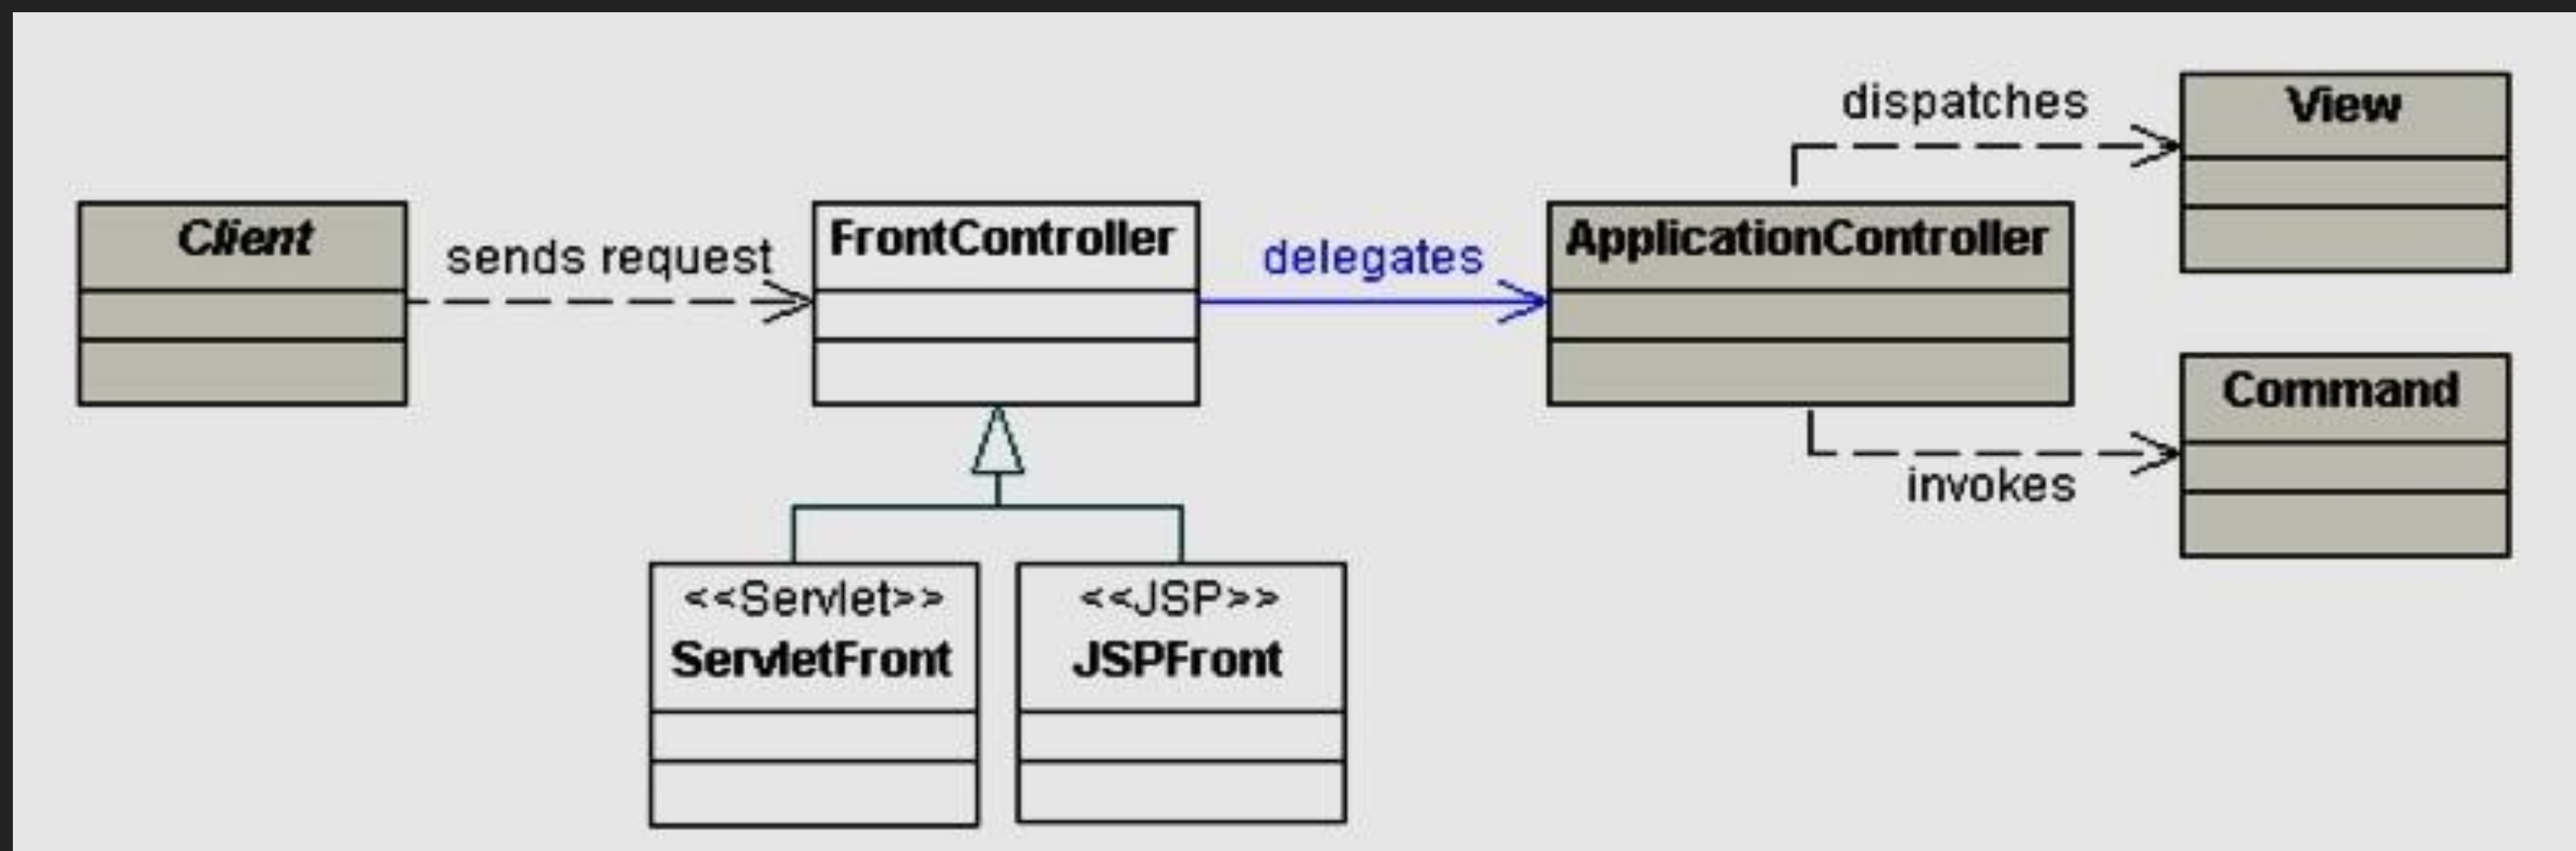 dispatches
View
Client
sends request
FrontController
delegates
ApplicationController
Command
invokes
<<Servlet>>
ServletFront
<<JSP>>
JSPFront